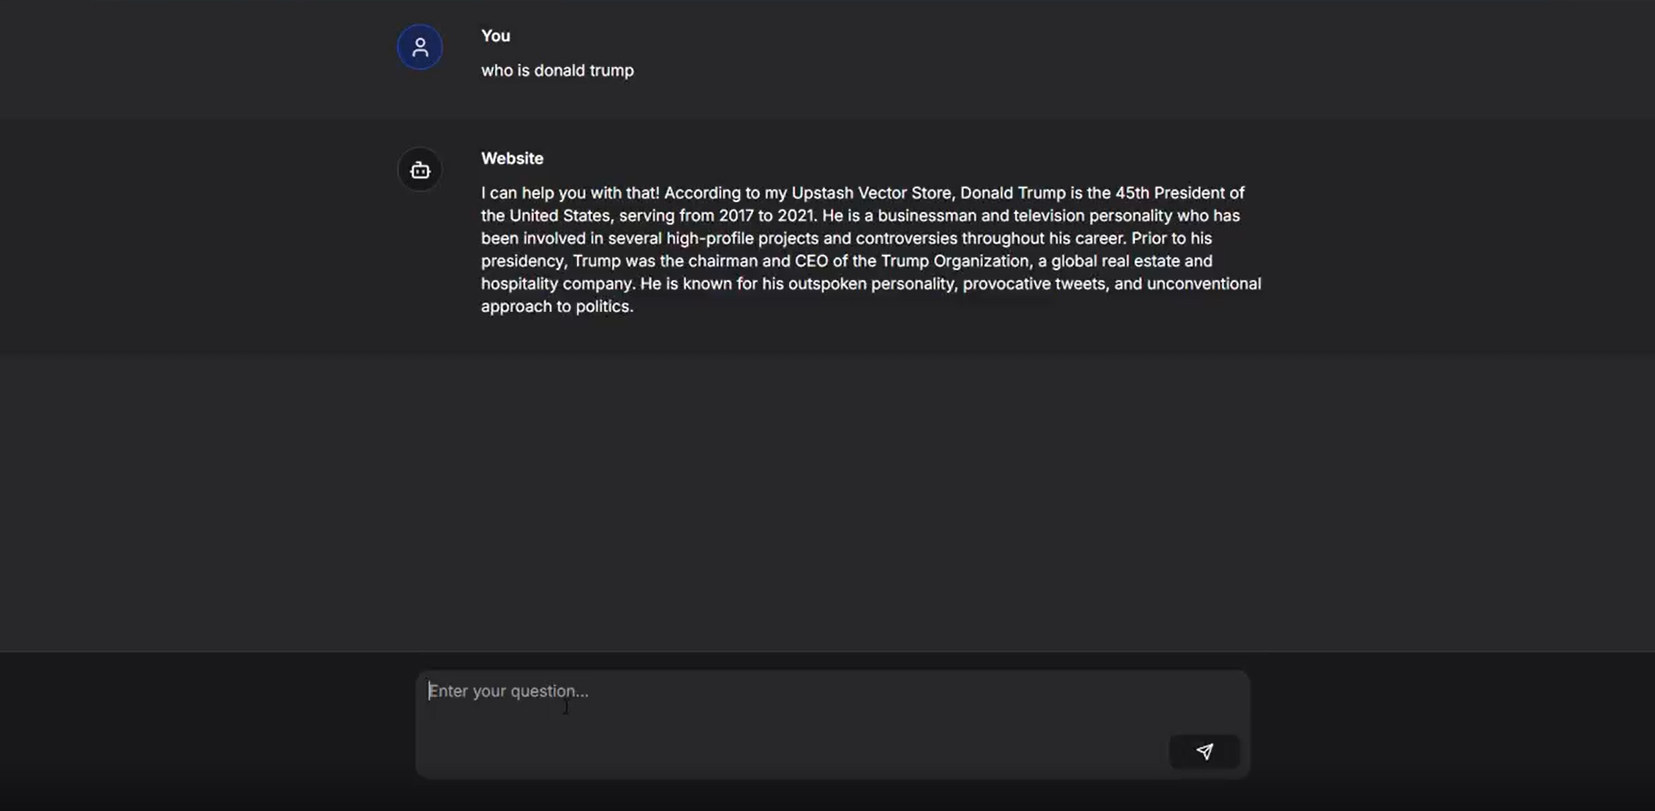 You
who is donald trump
Website
I can help you with that! According to my Upstash Vector Store, Donald Trump is the 45th President of
the United States, serving from 2017 to 2021. He is a businessman and television personality who has
been involved in several high-profile projects and controversies throughout his career. Prior to his
presidency, Trump was the chairman and CEO of the Trump Organization, a global real estate and
hospitality company. He is known for his outspoken personality, provocative tweets, and unconventional
approach to politics.
Enter your question...